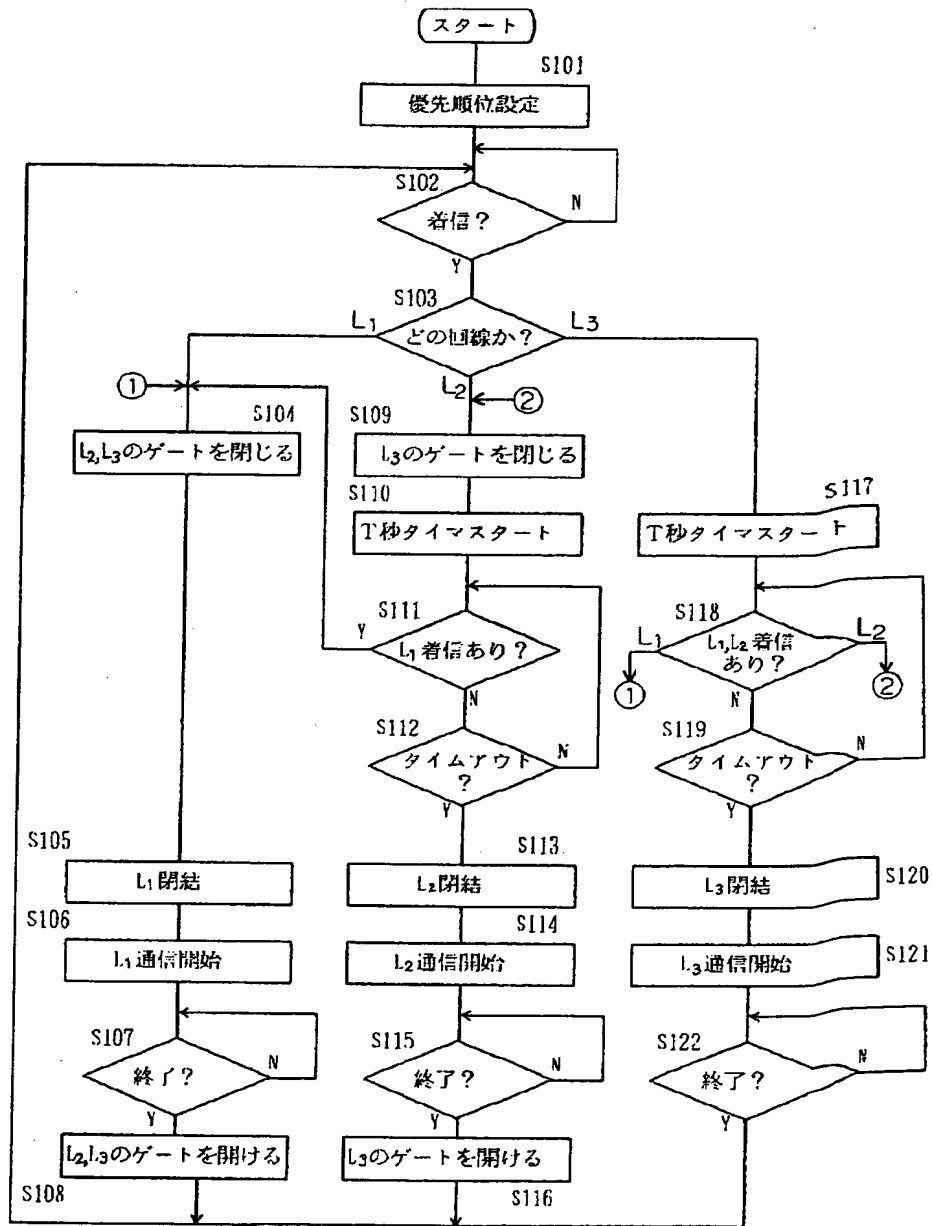 スタート
S101
優先順位設定
S102
着信?
N
Y
S103
L1
どの回線か?
L3
L2
①
②
S104
L2,L3のゲートを閉じる
S109
L3のゲートを閉じる
S110
T秒タイマスタート
S117
T秒タイマスタート
S111
Y
L1着信あり?
N
S118
L1
L1,L2着信
あり?
L2
①
②
N
S112
タイムアウト
?
N
Y
S119
タイムアウト
?
N
Y
S105
L1閉結
S113
L2閉結
L3閉結
S120
S106
L1通信開始
S114
L2通信開始
L3通信開始
S121
S107
終了?
N
Y
S115
終了?
N
Y
S122
終了?
N
Y
L2,L3のゲートを開ける
S108
L3のゲートを開ける
S116